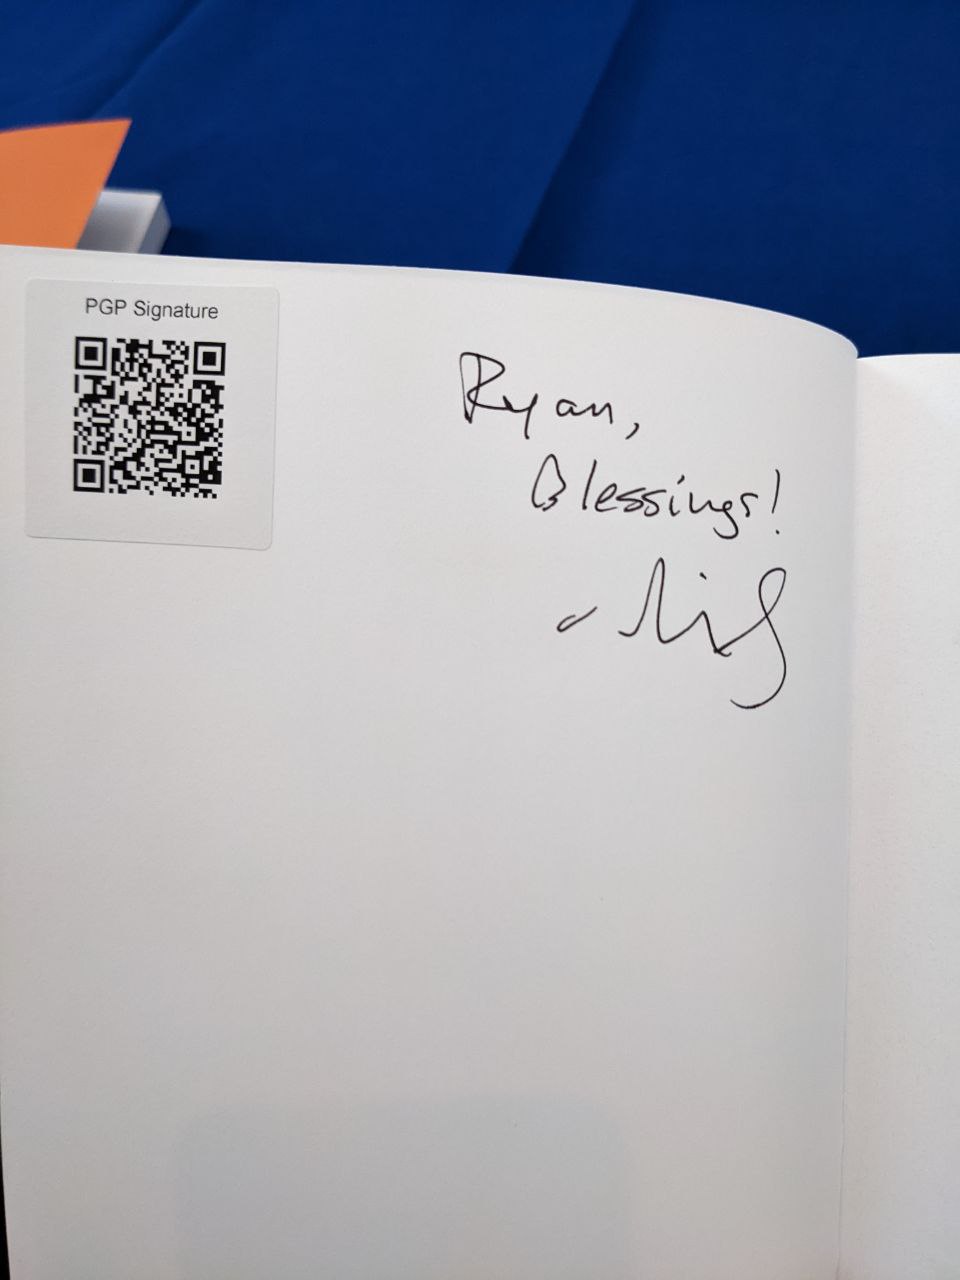 PGP Signature
Ryan,
Blessings!